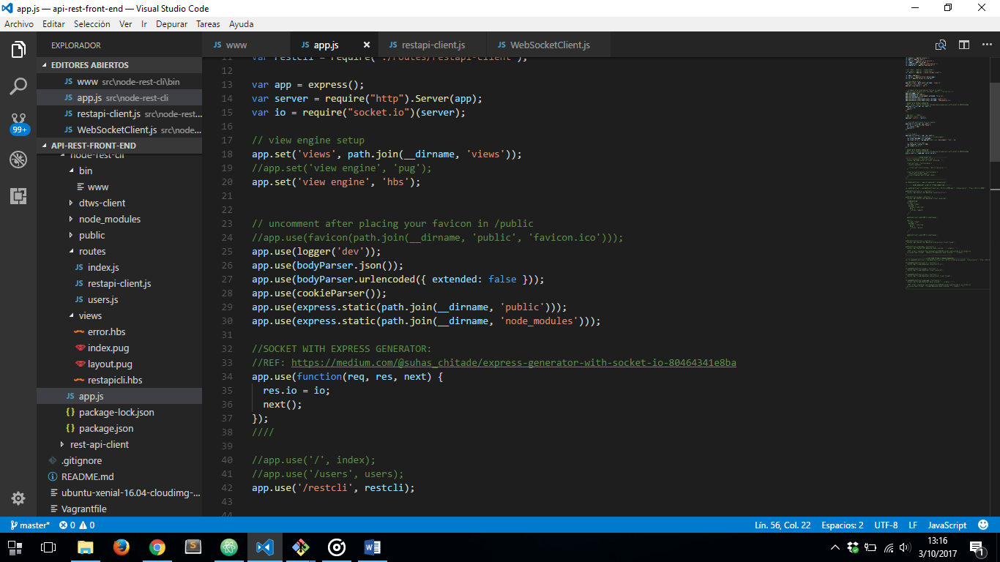 app.js — api-rest-front-end — Visual Studio Code
Archivo Editar Selección Ver Ir Depurar Tareas Ayuda
EXPLORADOR
EDITORES ABIERTOS
JS www src\node-rest-cli\bin
JS app.js src\node-rest-cli
JS restapi-client.js src\node-rest...
JS WebSocketClient.js src\node...
API-REST-FRONT-END
node-rest-cli
bin
www
dtws-client
node_modules
public
routes
JS index.js
JS restapi-client.js
JS users.js
views
error.hbs
index.pug
layout.pug
restapicli.hbs
JS app.js
{} package-lock.json
{} package.json
rest-api-client
.gitignore
README.md
ubuntu-xenial-16.04-cloudimg-...
Vagrantfile
99+
JS www JS app.js JS restapi-client.js JS WebSocketClient.js
11 var restcli = require('./routes/restapi-client');
12
13 var app = express();
14 var server = require("http").Server(app);
15 var io = require("socket.io")(server);
16
17 // view engine setup
18 app.set('views', path.join(__dirname, 'views'));
19 //app.set('view engine', 'pug');
20 app.set('view engine', 'hbs');
21
22
23 // uncomment after placing your favicon in /public
24 //app.use(favicon(path.join(__dirname, 'public', 'favicon.ico')));
25 app.use(logger('dev'));
26 app.use(bodyParser.json());
27 app.use(bodyParser.urlencoded({ extended: false }));
28 app.use(cookieParser());
29 app.use(express.static(path.join(__dirname, 'public')));
30 app.use(express.static(path.join(__dirname, 'node_modules')));
31
32 //SOCKET WITH EXPRESS GENERATOR:
33 //REF: https://medium.com/@suhas_chitade/express-generator-with-socket-io-80464341e8ba
34 app.use(function(req, res, next) {
35 res.io = io;
36 next();
37 });
38 ////
39
40 //app.use('/', index);
41 //app.use('/users', users);
42 app.use('/restcli', restcli);
43
44
master* 0 0
Lín. 56, Col. 22 Espacios: 2 UTF-8 LF JavaScript
13:16
3/10/2017
1